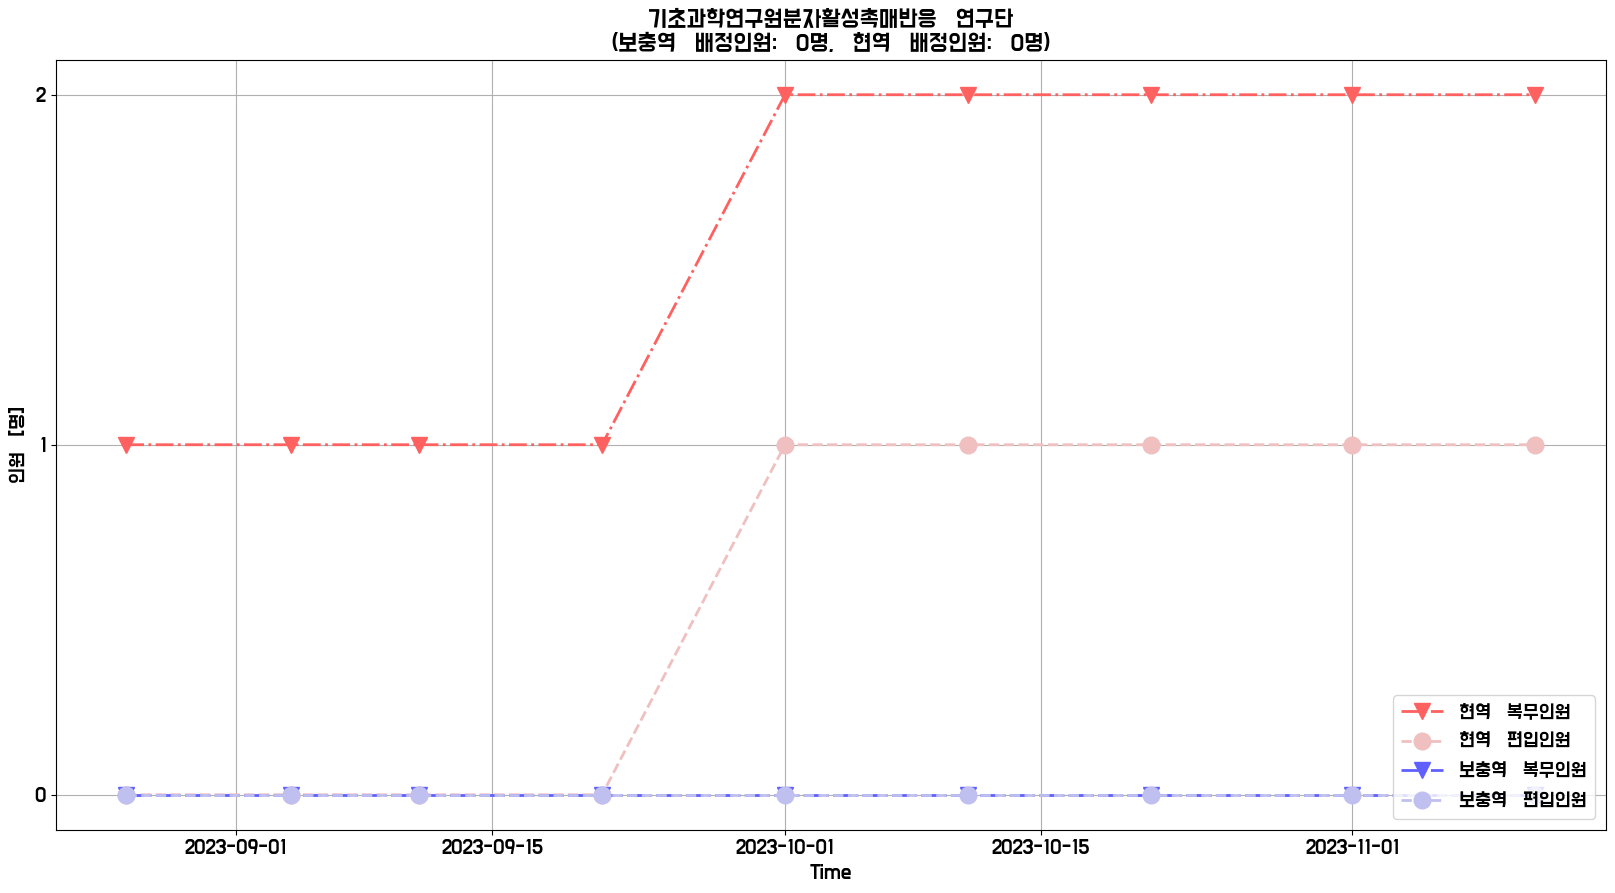 기초과학연구원분자활성촉매반응 연구단
(보충역 배정인원: 0명, 현역 배정인원: 0명)
2
1
0
인원 [명]
2023-09-01
2023-09-15
2023-10-01
2023-10-15
2023-11-01
Time
현역 복무인원
현역 편입인원
보충역 복무인원
보충역 편입인원